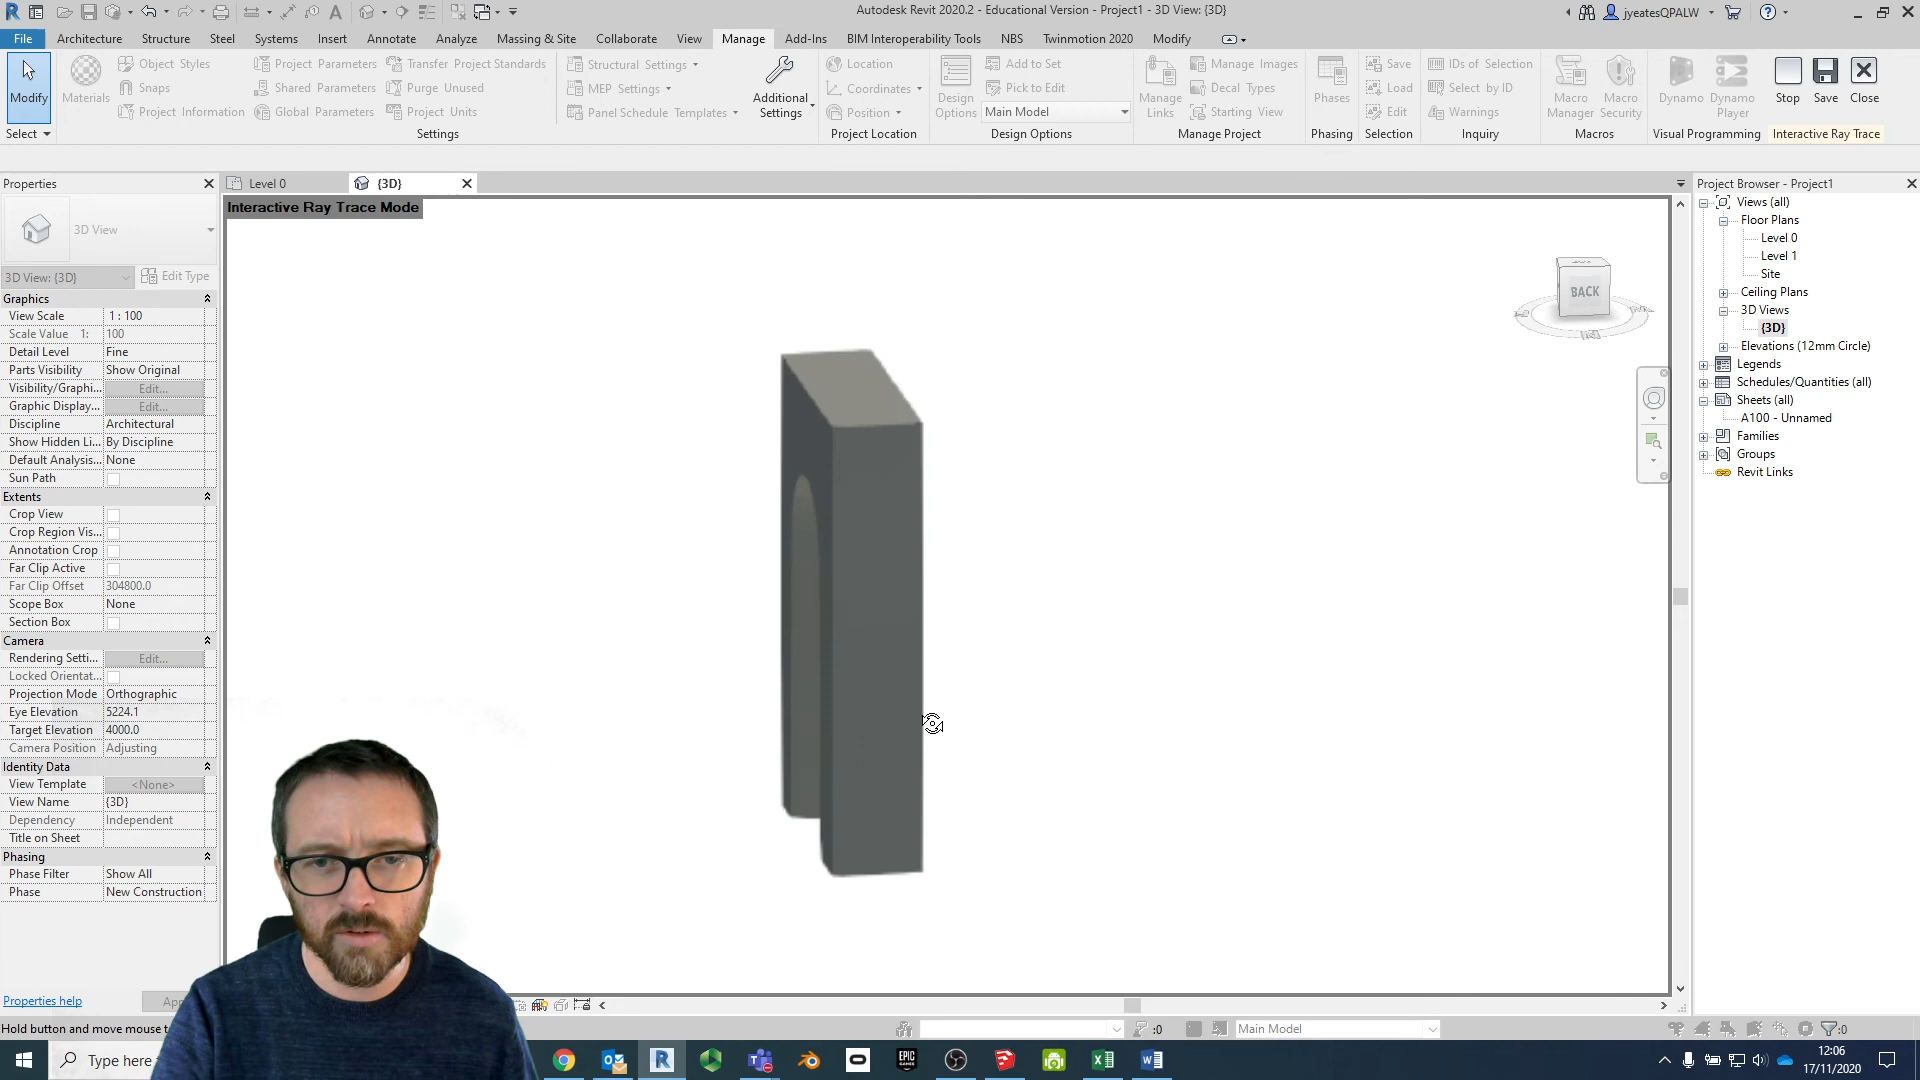 Autodesk Revit 2020.2 - Educational Version - Project1 - 3D View: {3D}
jyeatesQPALW
File Architecture Structure Steel Systems Insert Annotate Analyze Massing & Site Collaborate View Manage Add-Ins BIM Interoperability Tools NBS Twinmotion 2020 Modify
Modify
Select
Materials
Object Styles
Snaps
Project Information
Project Parameters
Shared Parameters
Global Parameters
Transfer Project Standards
Purge Unused
Project Units
Settings
Structural Settings
MEP Settings
Panel Schedule Templates
Additional
Settings
Location
Coordinates
Position
Project Location
Design
Options
Add to Set
Pick to Edit
Main Model
Design Options
Manage
Links
Manage Images
Decal Types
Starting View
Manage Project
Phases
Phasing
Save
Load
Edit
Selection
IDs of Selection
Select by ID
Warnings
Inquiry
Macro
Manager
Macro
Security
Macros
Dynamo
Dynamo
Player
Visual Programming
Stop
Save
Close
Interactive Ray Trace
Properties
3D View
3D View: {3D}
Edit Type
Graphics
View Scale 1 : 100
Scale Value 1: 100
Detail Level Fine
Parts Visibility Show Original
Visibility/Graphi... Edit...
Graphic Display... Edit...
Discipline Architectural
Show Hidden Li... By Discipline
Default Analysis... None
Sun Path
Extents
Crop View
Crop Region Vis...
Annotation Crop
Far Clip Active
Far Clip Offset 304800.0
Scope Box None
Section Box
Camera
Rendering Setti... Edit...
Locked Orientat...
Projection Mode Orthographic
Eye Elevation 5224.1
Target Elevation 4000.0
Camera Position Adjusting
Identity Data
View Template <None>
View Name {3D}
Dependency Independent
Title on Sheet
Phasing
Phase Filter Show All
Phase New Construction
Properties help
Level 0
{3D}
Interactive Ray Trace Mode
BACK
Project Browser - Project1
Views (all)
Floor Plans
Level 0
Level 1
Site
Ceiling Plans
3D Views
{3D}
Elevations (12mm Circle)
Legends
Schedules/Quantities (all)
Sheets (all)
A100 - Unnamed
Families
Groups
Revit Links
Hold button and move mouse t
:0
Main Model
:0
Type here
EPIC
GAMES
12:06
17/11/2020